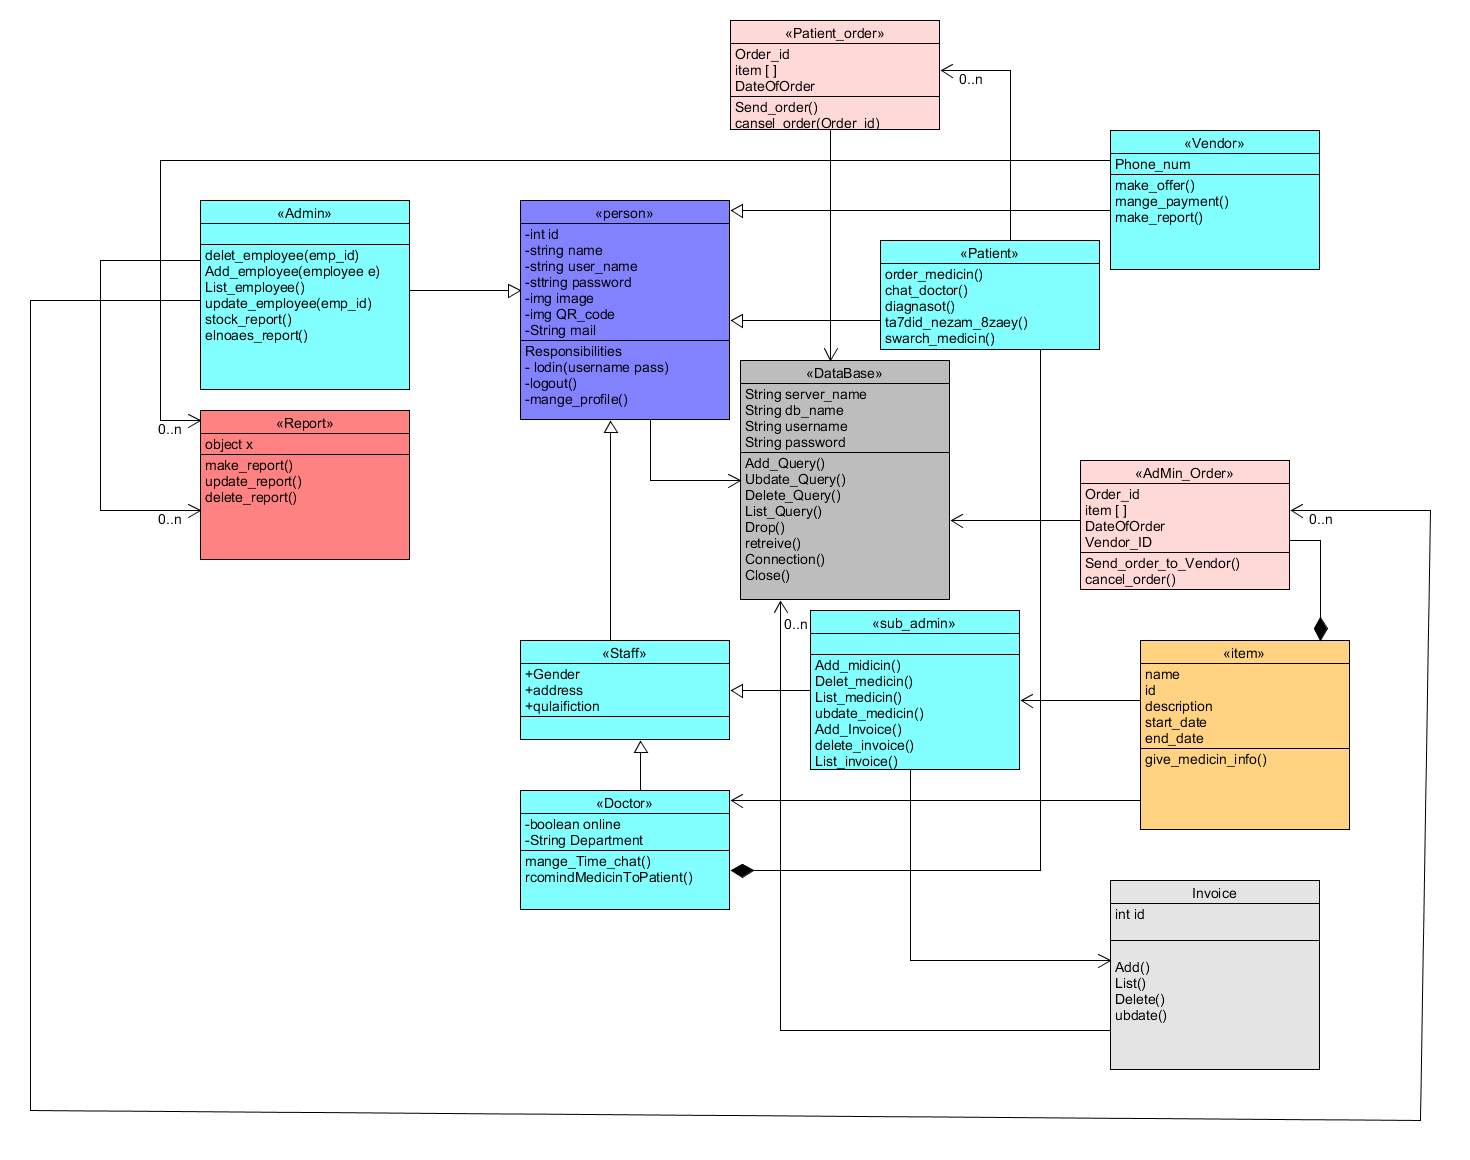 «Patient_order»
Order_id
item [ ]
DateOfOrder
Send_order()
cansel_order(Order_id)
0..n
«Vendor»
Phone_num
make_offer()
mange_payment()
make_report()
«Admin»
delet_employee(emp_id)
Add_employee(employee e)
List_employee()
update_employee(emp_id)
stock_report()
elnoaes_report()
«person»
-int id
-string name
-string user_name
-sttring password
-img image
-img QR_code
-String mail
Responsibilities
- lodin(username pass)
-logout()
-mange_profile()
«Patient»
order_medicin()
chat_doctor()
diagnasot()
ta7did_nezam_8zaey()
swarch_medicin()
«DataBase»
String server_name
String db_name
String username
String password
Add_Query()
Ubdate_Query()
Delete_Query()
List_Query()
Drop()
retreive()
Connection()
Close()
0..n
«Report»
object x
make_report()
update_report()
delete_report()
0..n
«AdMin_Order»
Order_id
item [ ]
DateOfOrder
Vendor_ID
Send_order_to_Vendor()
cancel_order()
0..n
0..n
«sub_admin»
Add_midicin()
Delet_medicin()
List_medicin()
ubdate_medicin()
Add_Invoice()
delete_invoice()
List_invoice()
«Staff»
+Gender
+address
+qulaifiction
«item»
name
id
description
start_date
end_date
give_medicin_info()
«Doctor»
-boolean online
-String Department
mange_Time_chat()
rcomindMedicinToPatient()
Invoice
int id
Add()
List()
Delete()
ubdate()